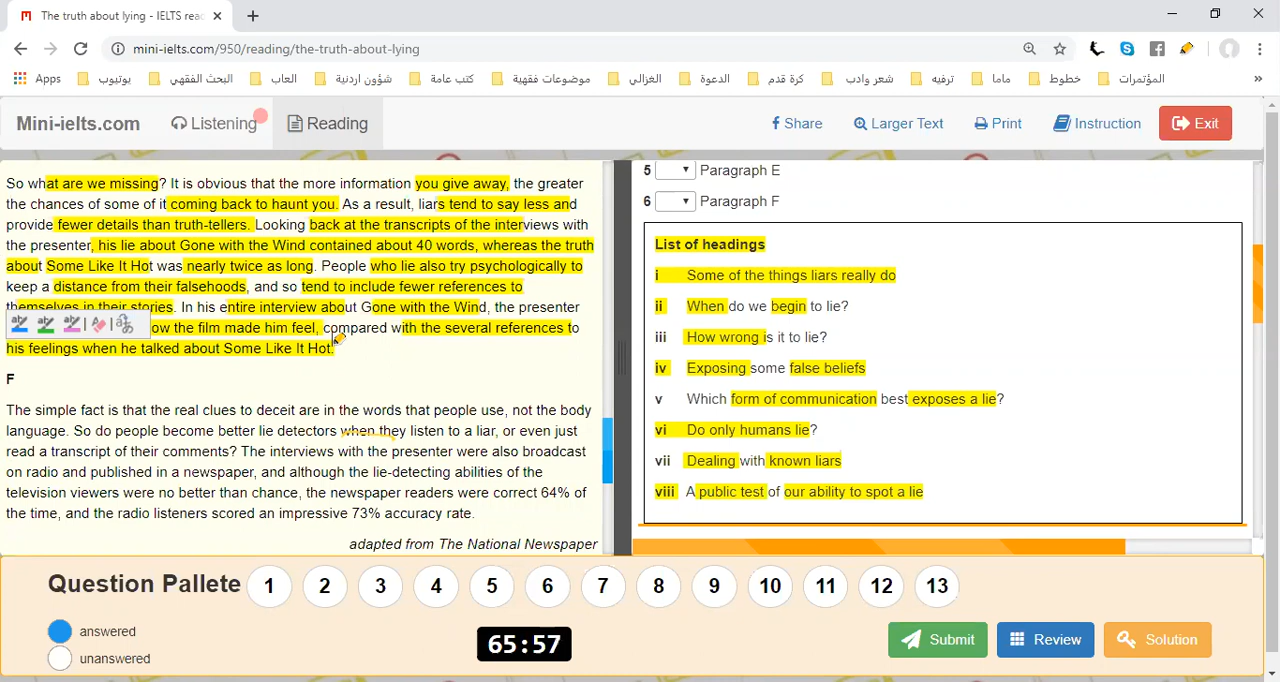 The truth about lying - IELTS rea
mini-ielts.com/950/reading/the-truth-about-lying
Apps يوتيوب البحث الفقهي العاب شؤون اردنية كتب عامة موضوعات فقهية الغزالي الدعوة كرة قدم شعر وادب ترفيه ماما خطوط المؤتمرات »
Mini-ielts.com Listening Reading Share Larger Text Print Instruction Exit
So what are we missing? It is obvious that the more information you give away, the greater
the chances of some of it coming back to haunt you. As a result, liars tend to say less and
provide fewer details than truth-tellers. Looking back at the transcripts of the interviews with
the presenter, his lie about Gone with the Wind contained about 40 words, whereas the truth
about Some Like It Hot was nearly twice as long. People who lie also try psychologically to
keep a distance from their falsehoods, and so tend to include fewer references to
themselves in their stories. In his entire interview about Gone with the Wind, the presenter
ow the film made him feel, compared with the several references to
his feelings when he talked about Some Like It Hot.
F
The simple fact is that the real clues to deceit are in the words that people use, not the body
language. So do people become better lie detectors when they listen to a liar, or even just
read a transcript of their comments? The interviews with the presenter were also broadcast
on radio and published in a newspaper, and although the lie-detecting abilities of the
television viewers were no better than chance, the newspaper readers were correct 64% of
the time, and the radio listeners scored an impressive 73% accuracy rate.
adapted from The National Newspaper
5 Paragraph E
6 Paragraph F
List of headings
i Some of the things liars really do
ii When do we begin to lie?
iii How wrong is it to lie?
iv Exposing some false beliefs
v Which form of communication best exposes a lie?
vi Do only humans lie?
vii Dealing with known liars
viii A public test of our ability to spot a lie
Question Pallete 1 2 3 4 5 6 7 8 9 10 11 12 13
answered
unanswered
65:57
Submit Review Solution